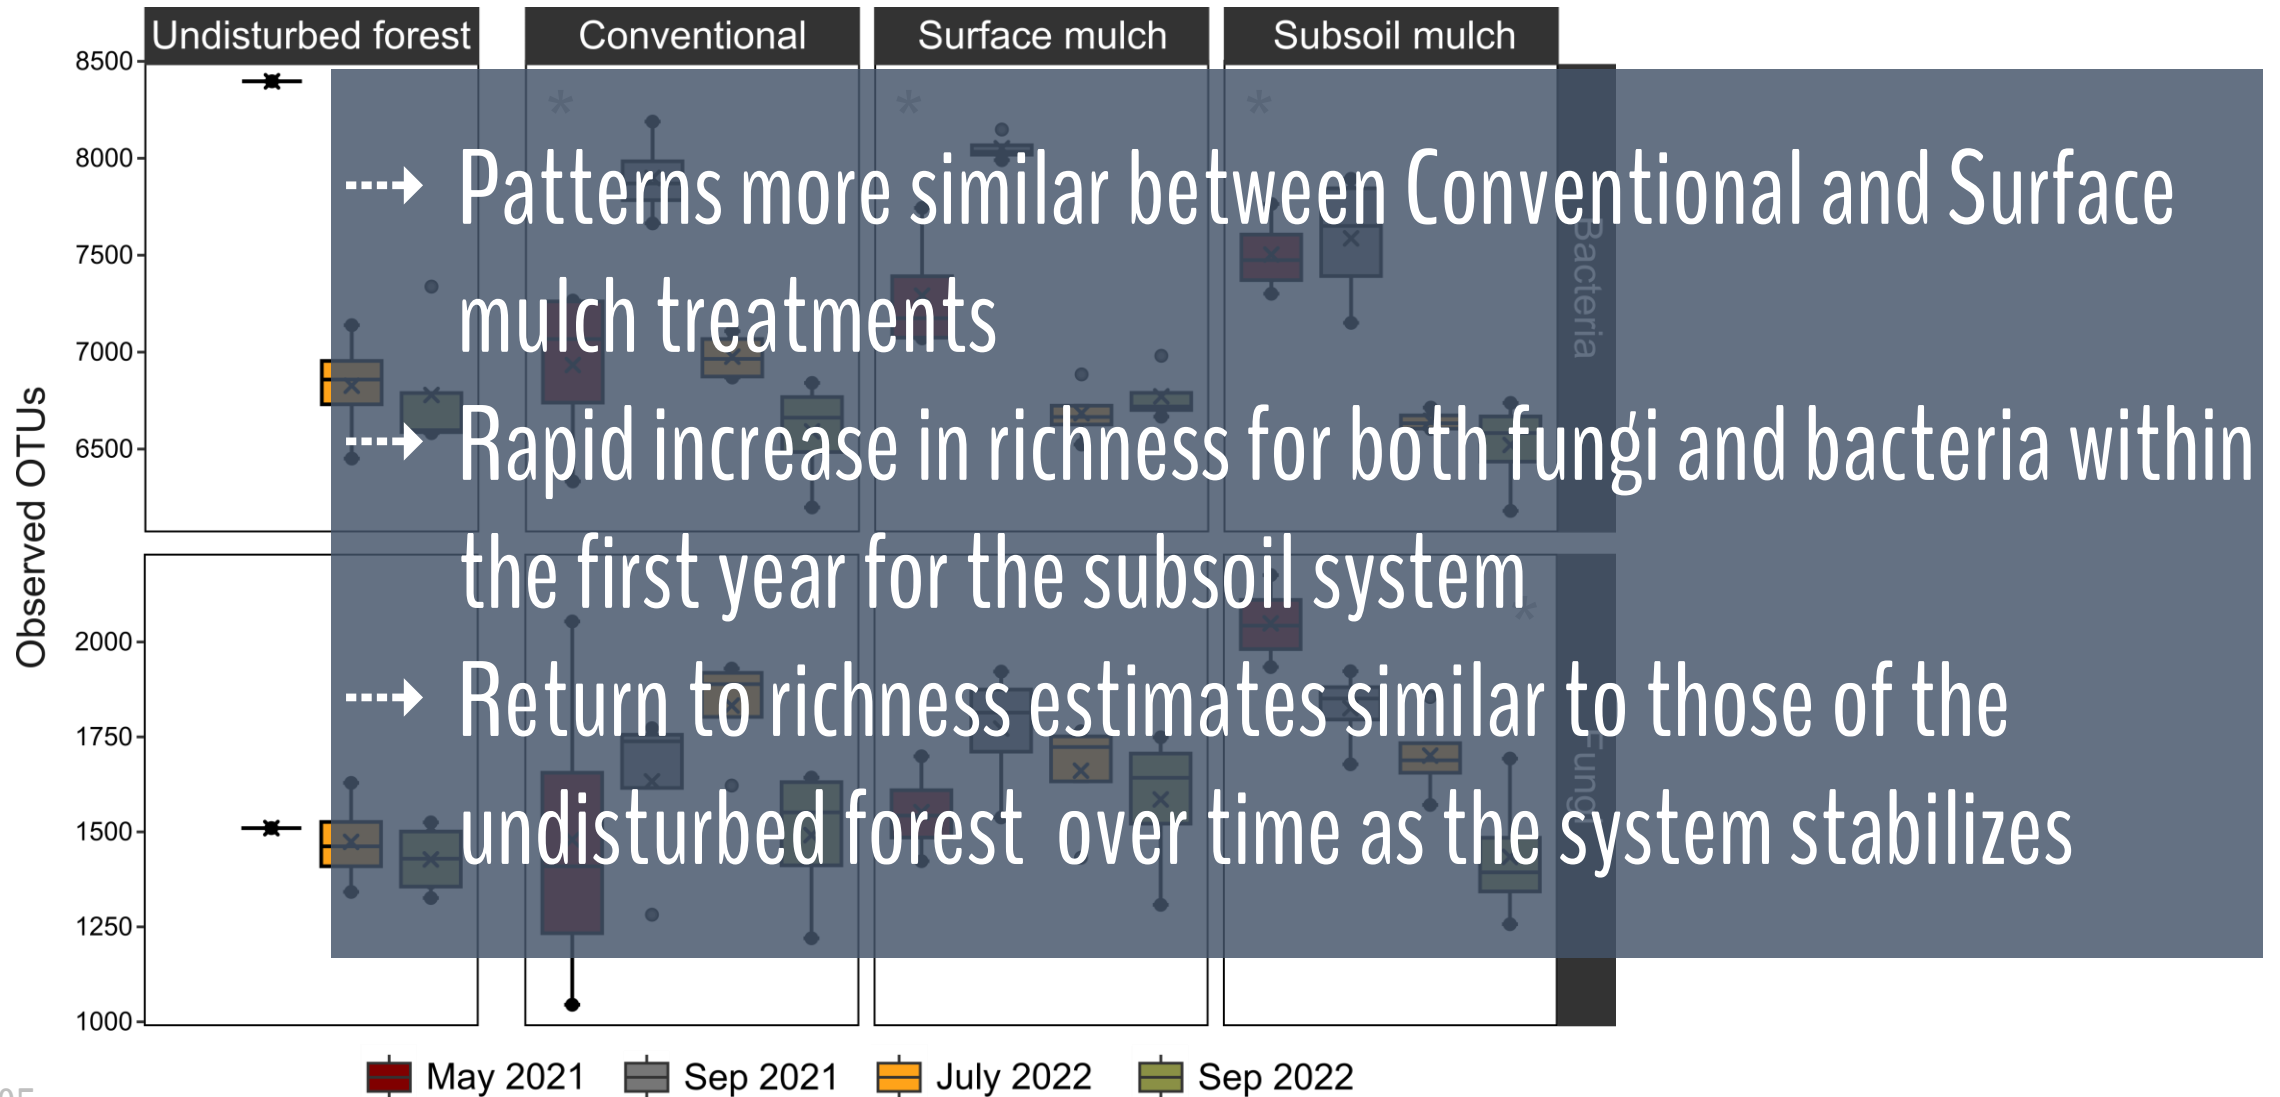 Undisturbed forest
Conventional
Surface mulch
Subsoil mulch
8500
8000
7500
7000
6500
Bacteria
Observed OTUs
Patterns more similar between Conventional and Surface
mulch treatments
Rapid increase in richness for both fungi and bacteria within
the first year for the subsoil system
Return to richness estimates similar to those of the
undisturbed forest over time as the system stabilizes
2000
1750
1500
1250
1000
Fungi
May 2021
Sep 2021
July 2022
Sep 2022